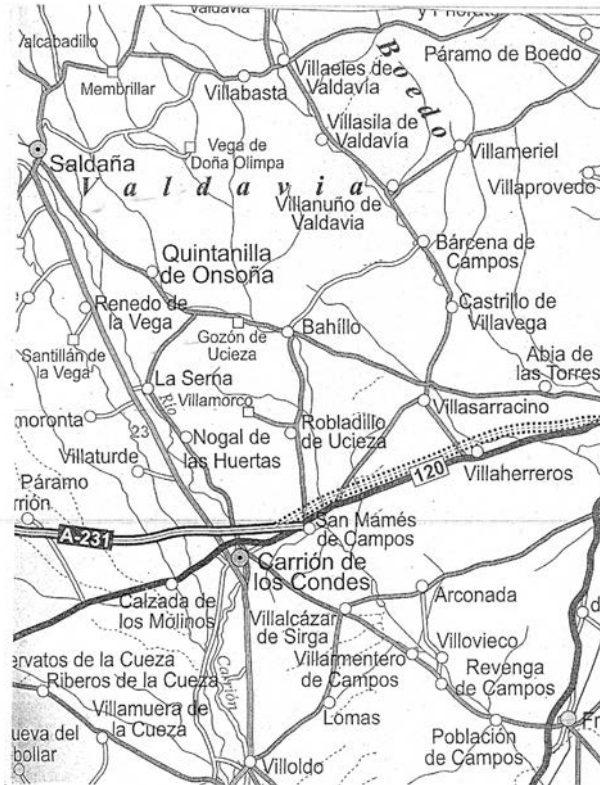 Valdavia
Valcabadillo
Membrillar
Villabasta
Villaeles de
Valdavía
Boedo
Páramo de Boedo
Vega de
Doña Olimpa
Villasila de
Valdavía
Villameriel
Saldaña
Valdavia
Villaprovedo
Villanuño de
Valdavia
Bárcena de
Campos
Quintanilla
de Onsoña
Renedo de
la Vega
Castrillo de
Villavega
Gozón de
Ucieza
Bahíllo
Santillán de
la Vega
Abia de
las Torres
La Serna
Villamorco
Río
Villasarracino
moronta
23
Nogal de
las Huertas
Robladillo
de Ucieza
Villaturde
Villaherreros
Páramo
rrión
120
A-231
San Mamés
de Campos
Carrión de
los Condes
Calzada de
los Molinos
Villalcázar
de Sirga
Arconada
d
Villovieco
ervatos de la Cueza
Riberos de la Cueza
Carrión
Villarmentero
de Campos
Revenga
de Campos
Villamuera de
la Cueza
Lomas
ueva del
bollar
Población
de Campos
Fr
Villoldo